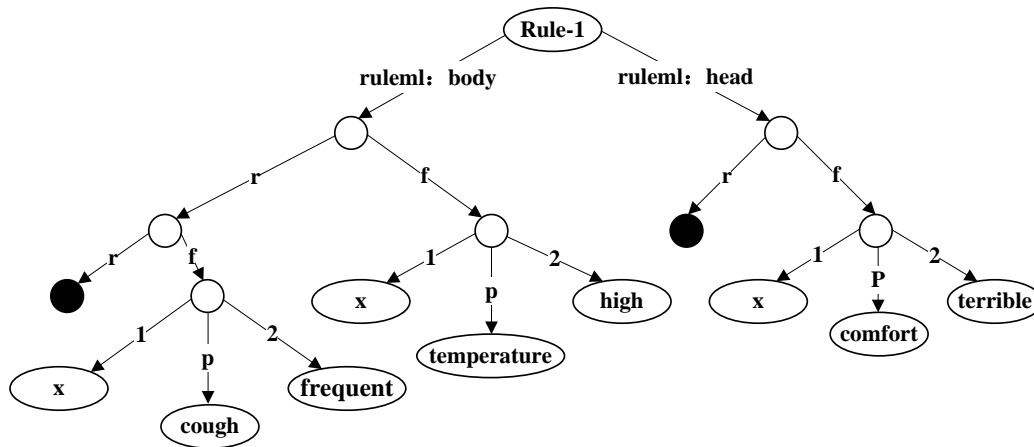 Rule-1
ruleml：body
ruleml：head
r
f
r
f
r
f
1
p
2
1
P
2
x
high
x
terrible
comfort
temperature
1
p
2
x
frequent
cough